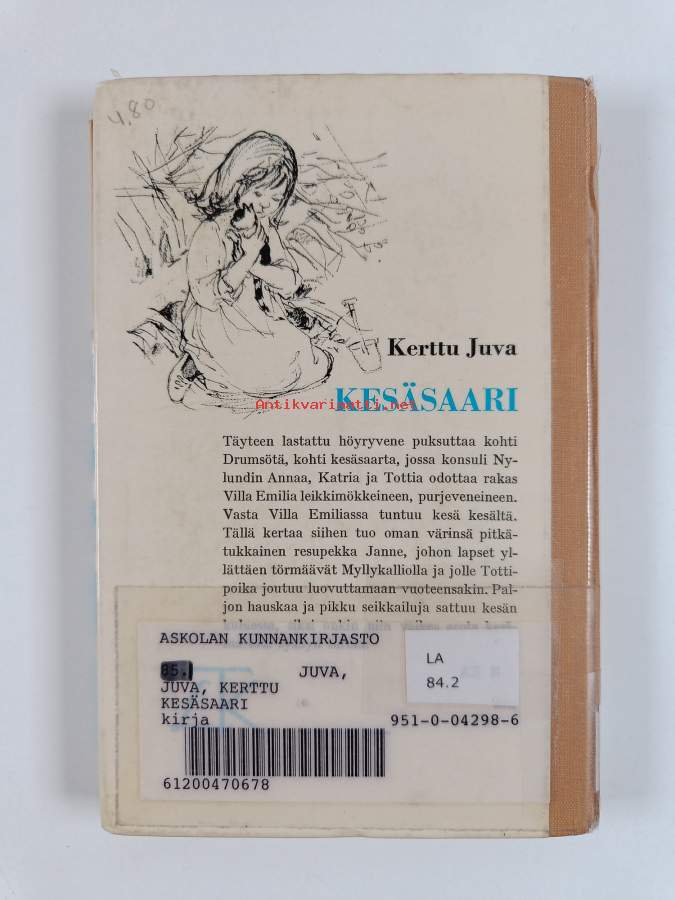 4,80
Kerttu Juva
KESÄSAARI
Antikvariaatti.net
Täyteen lastattu höyryvene puksuttaa kohti
Drumsötä, kohti kesäsaarta, jossa konsuli Ny-
lundin Annaa, Katria ja Tottia odottaa rakas
Villa Emilia leikkimökkeineen, purjeveneineen.
Vasta Villa Emiliassa tuntuu kesä kesältä.
Tällä kertaa siihen tuo oman värinsä pitkä-
tukkainen resupekka Janne, johon lapset yl-
lättäen törmäävät Myllykalliolla ja jolle Totti-
poika joutuu luovuttamaan vuoteensakin. Pal-
jon hauskaa ja pikku seikkailuja sattuu kesän
ASKOLAN KUNNANKIRJASTO
85. JUVA,
JUVA, KERTTU
KESÄSAARI
kirja 951-0-04298-6
LA
84.2
61200470678